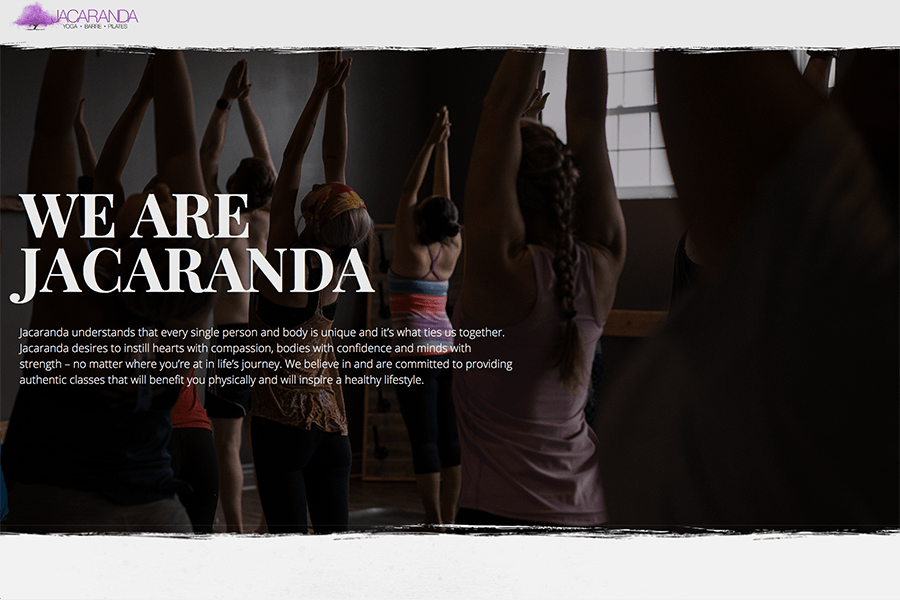 JACARANDA
YOGA • BARRE • PILATES
WE ARE
JACARANDA
Jacaranda understands that every single person and body is unique and it's what ties us together.
Jacaranda desires to instill hearts with compassion, bodies with confidence and minds with
strength – no matter where you're at in life's journey. We believe in and are committed to providing
authentic classes that will benefit you physically and will inspire a healthy lifestyle.